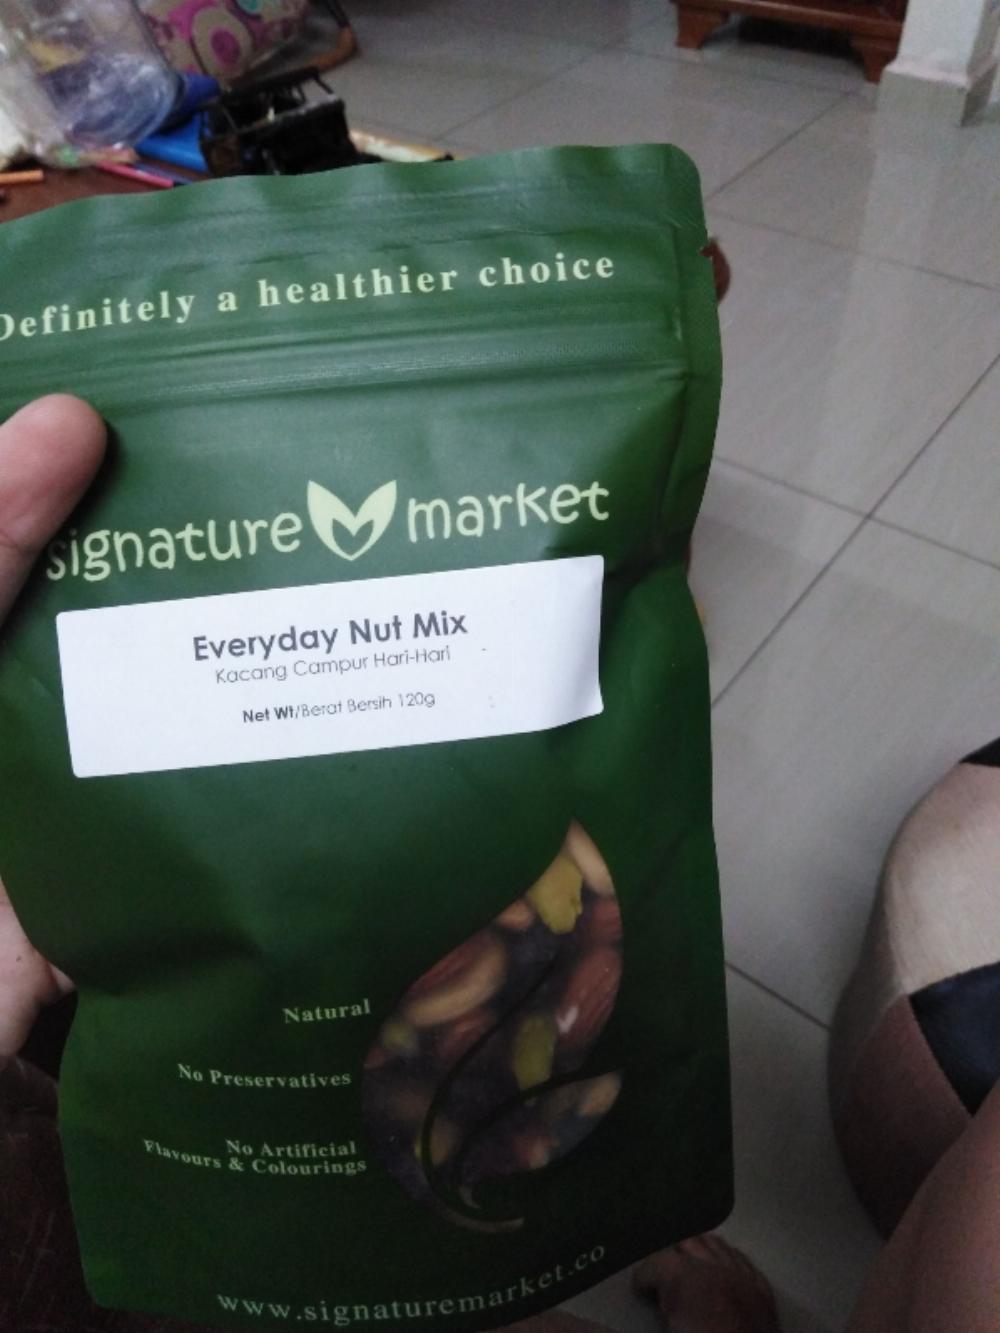 Definitely a healthier choice
signature market
Everyday Nut Mix
Kacang Campur Hari-Hari
Net Wt/Berat Bersih 120g
Natural
No Preservatives
No Artificial
Flavours & Colourings
www.signaturemarket.co